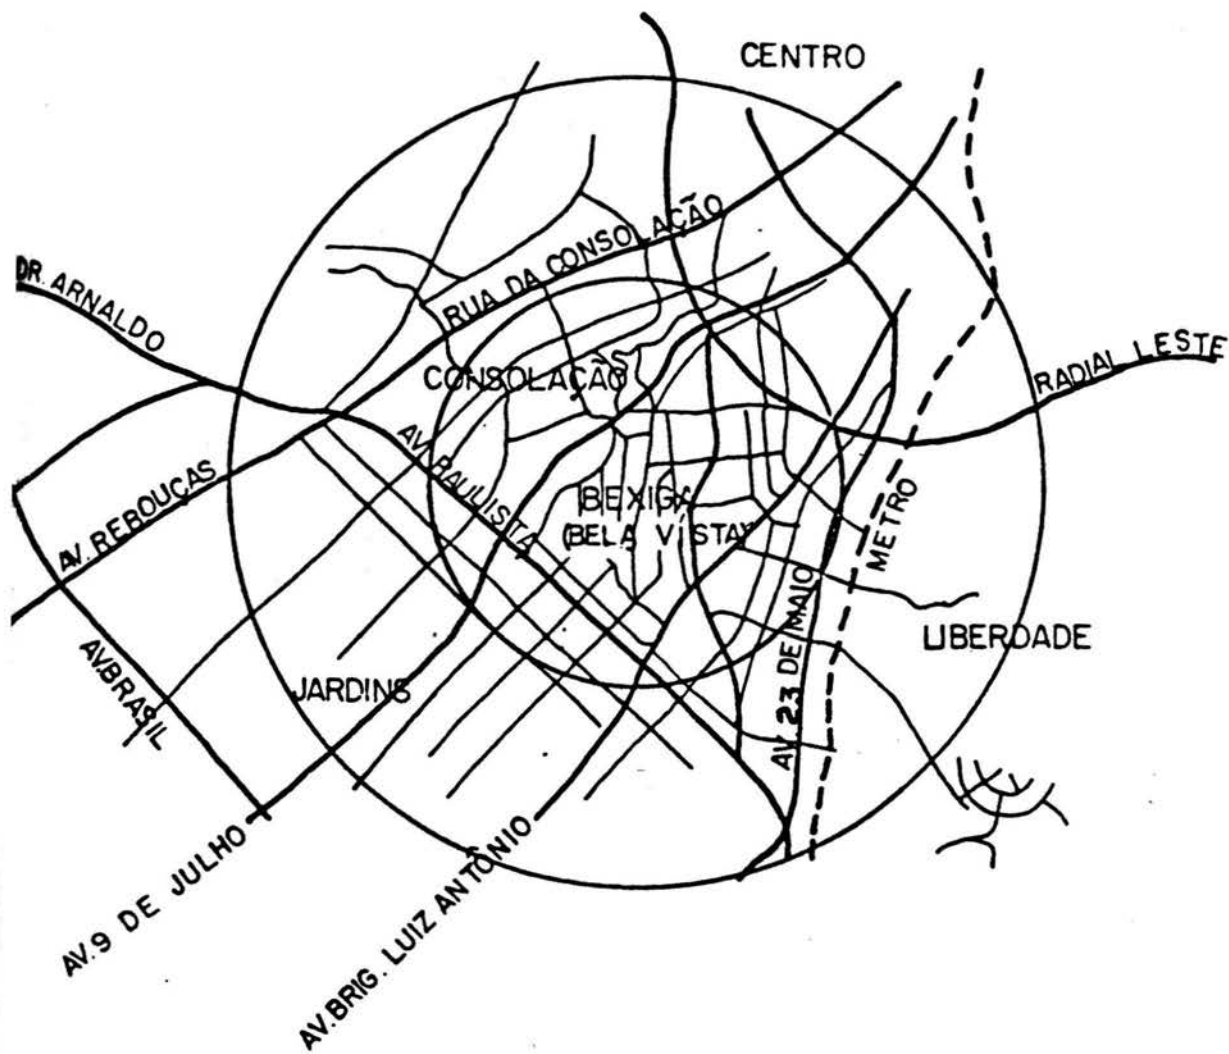 CENTRO
RUA DA CONSOLAÇÃO
DR. ARNALDO
RADIAL LESTE
CONSOLAÇÃO
AV. PAULISTA
AV. REBOUÇAS
BEXIGA
(BELA VISTA)
METRO
AV. 23 DE MAIO
LIBERDADE
AV.BRASIL
JARDINS
AV.9 DE JULHO
AV.BRIG. LUIZ ANTÔNIO